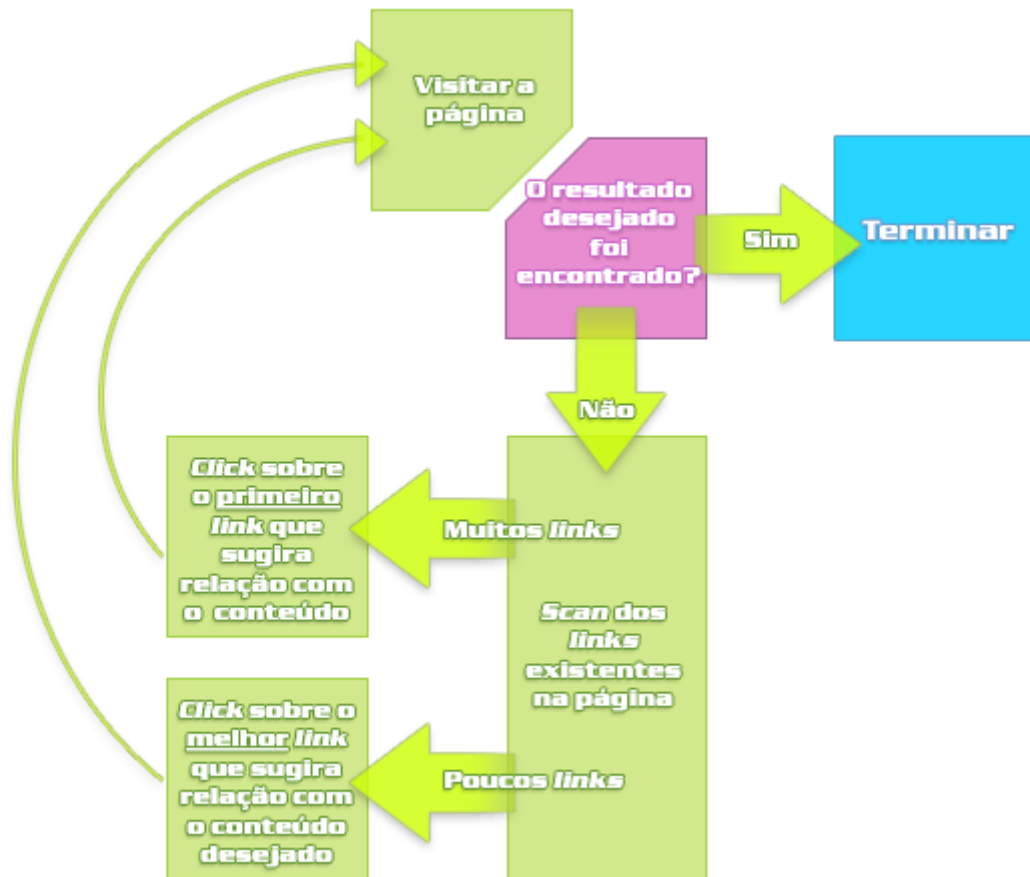 Visitar a
página
O resultado
desejado
foi
encontrado?
Sim
Terminar
Não
Click sobre
o primeiro
link que
sugira
relação com
o conteúdo
Muitos links
Scan dos
links
existentes
na página
Click sobre o
melhor link
que sugira
relação com
o conteúdo
desejado
Poucos links